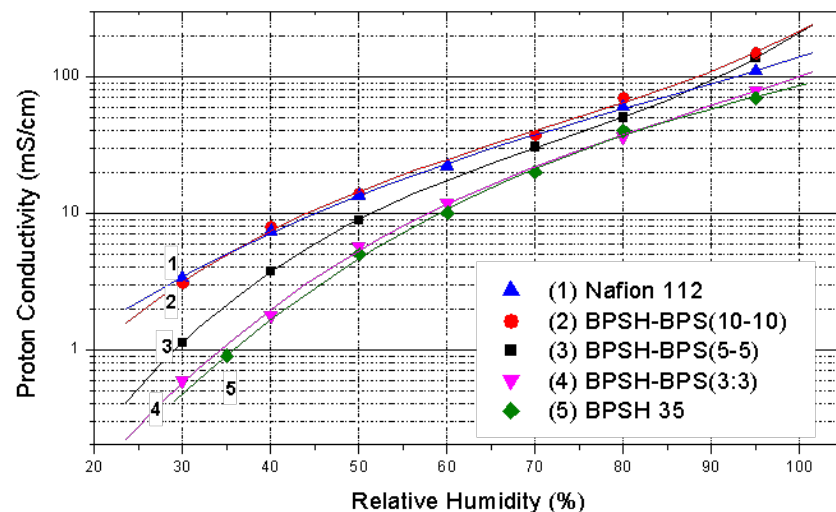 Proton Conductivity (mS/cm)
100
10
1
1
2
3
4
5
(1) Nafion 112
(2) BPSH-BPS(10-10)
(3) BPSH-BPS(5-5)
(4) BPSH-BPS(3:3)
(5) BPSH 35
20 30 40 50 60 70 80 90 100
Relative Humidity (%)